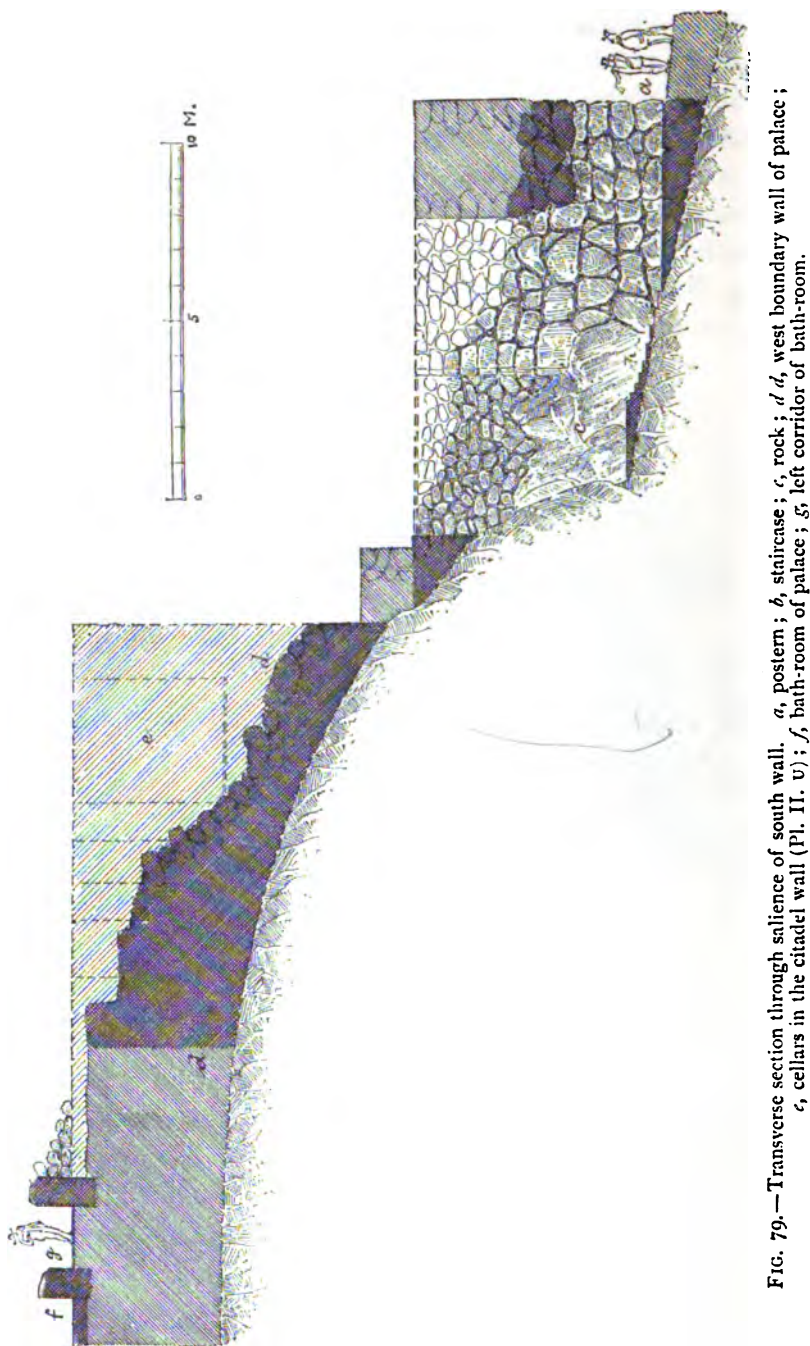 0 5 10 M.
f
g
d
e
d
c
a
FIG. 79.—Transverse section through salience of south wall. a, postern ; b, staircase ; c, rock ; d d, west boundary wall of palace ;
e, cellars in the citadel wall (Pl. II. U) ; f, bath-room of palace ; g, left corridor of bath-room.